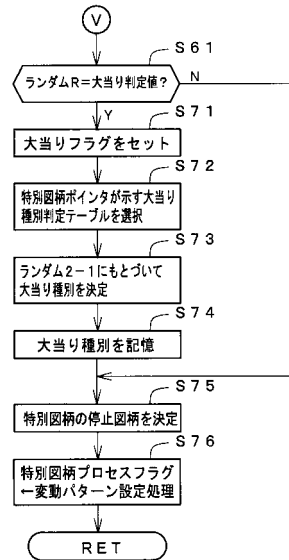 V
S61
ランダムR=大当り判定値?
N
Y
S71
大当りフラグをセット
S72
特別図柄ポインタが示す大当り
種別判定テーブルを選択
S73
ランダム2-1にもとづいて
大当り種別を決定
S74
大当り種別を記憶
S75
特別図柄の停止図柄を決定
S76
特別図柄プロセスフラグ
←変動パターン設定処理
RET